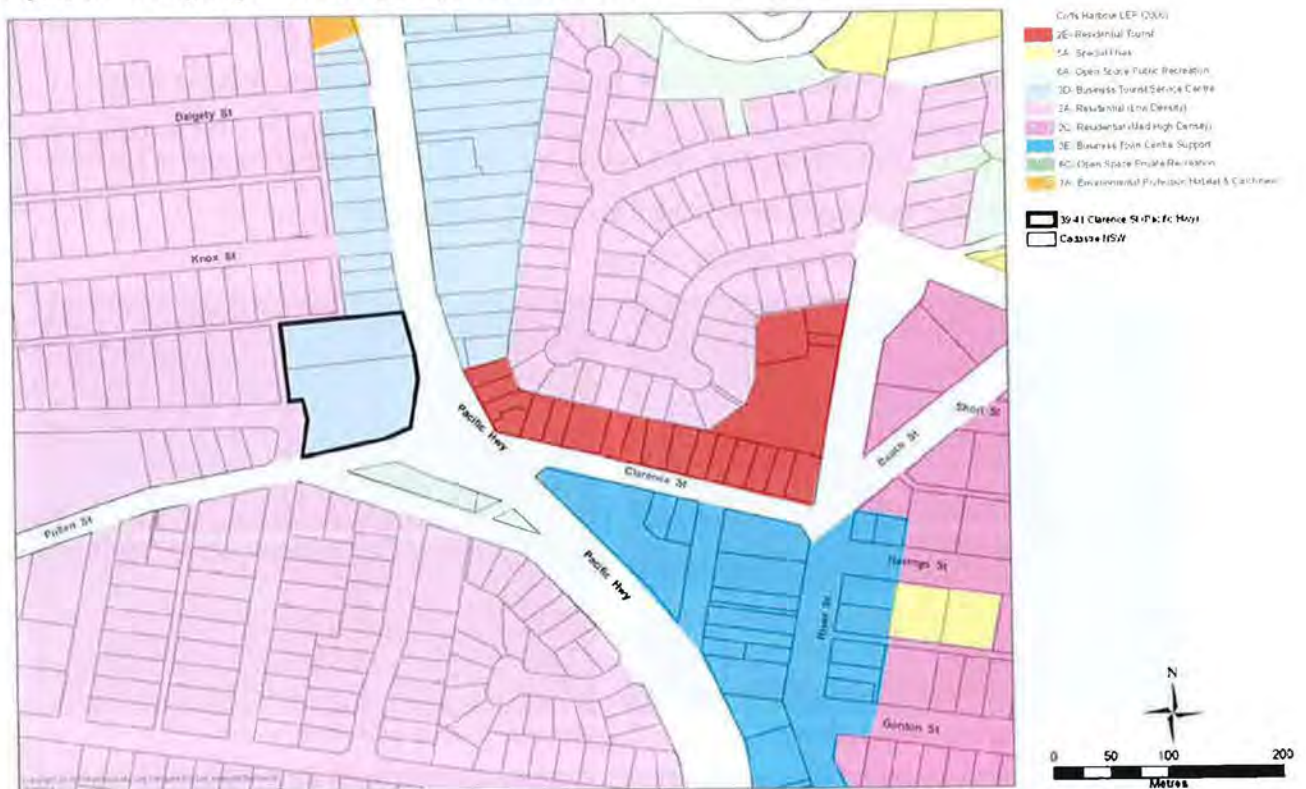 Coffs Harbour LEP (2000)
2E- Residential Tourist
5A- Special Uses
6A- Open Space Public Recreation
3D- Business Tourist Service Centre
2A- Residential (Low Density)
2C- Residential (Med High Density)
3E- Business Town Centre Support
6C- Open Space Private Recreation
7A- Environmental Protection Habitat & Catchment
39-41 Clarence St (Pacific Hwy)
Cadastre NSW
Dalgety St
Knox St
Pacific Hwy
Short St
Clarence St
Beach St
Pullen St
Pacific Hwy
Hastings St
River St
Gordon St
N
0 50 100 200
Metres